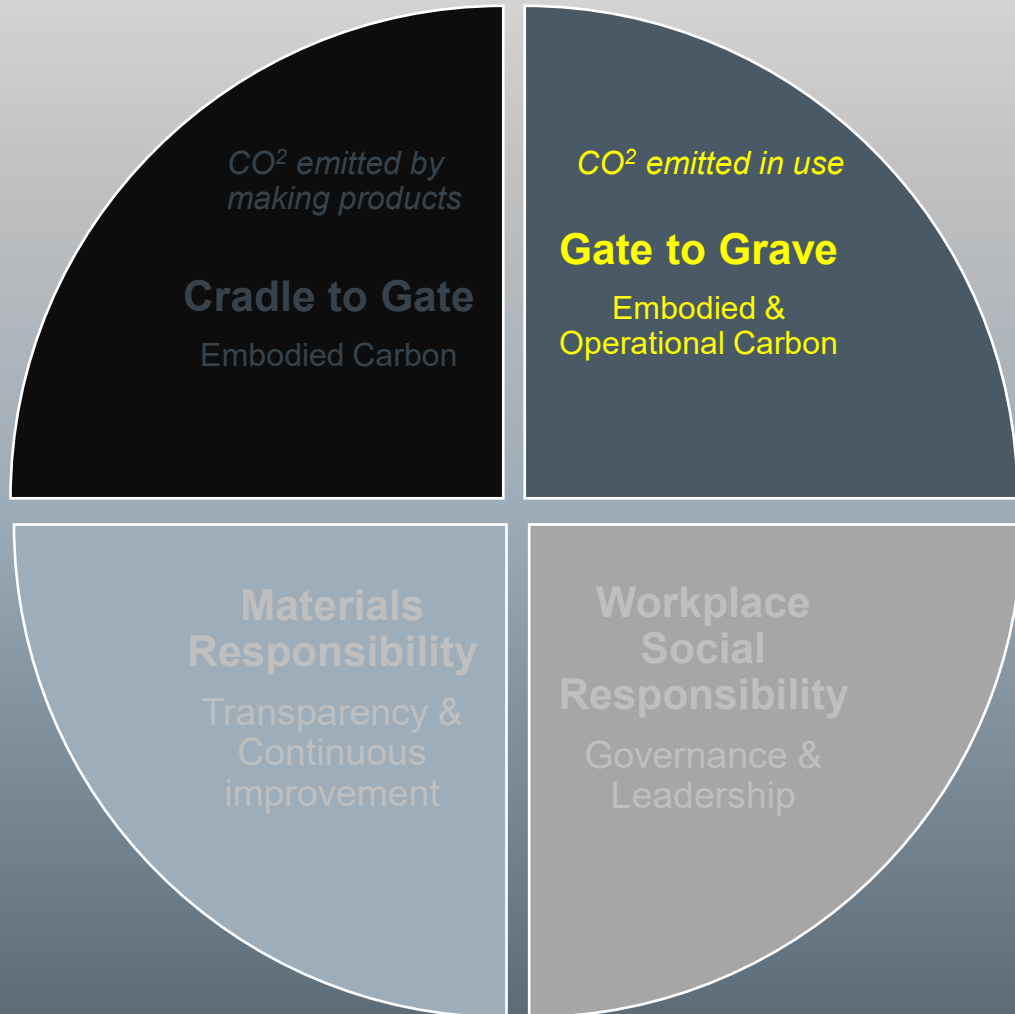 CO² emitted by
making products
Cradle to Gate
Embodied Carbon
CO² emitted in use
Gate to Grave
Embodied &
Operational Carbon
Materials
Responsibility
Transparency &
Continuous
improvement
Workplace
Social
Responsibility
Governance &
Leadership